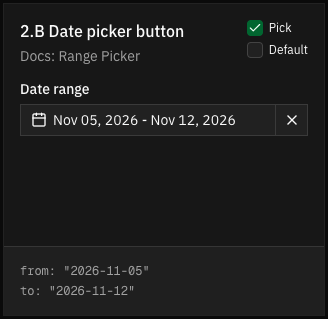 2.B Date picker button
Pick
Docs: Range Picker
Default
Date range
Nov 05, 2026 - Nov 12, 2026
from: "2026-11-05"
to: "2026-11-12"